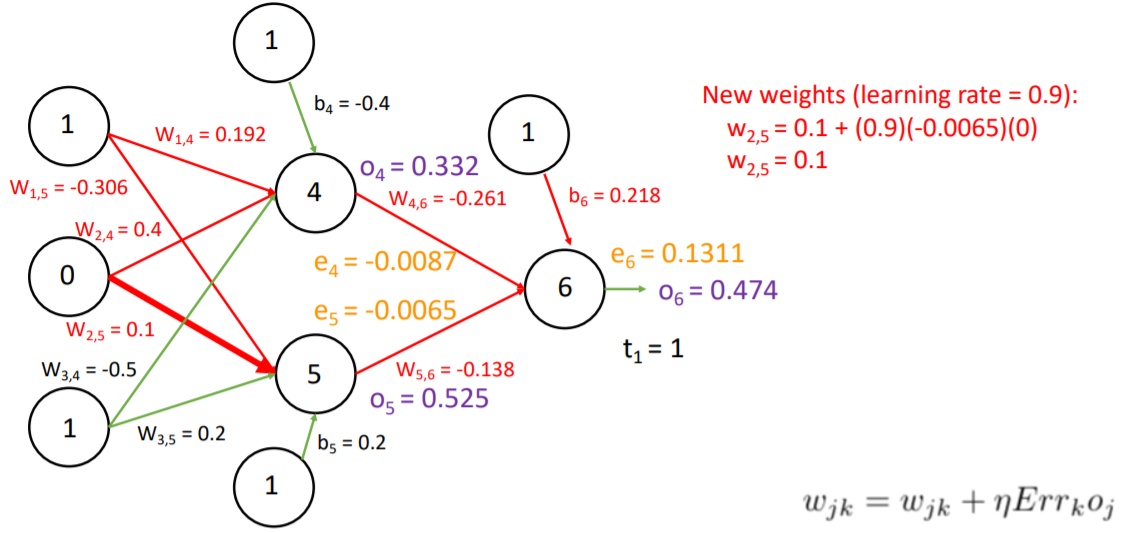 1
b₄ = -0.4
New weights (learning rate = 0.9):
w₂,₅ = 0.1 + (0.9)(-0.0065)(0)
w₂,₅ = 0.1
1
W₁,₄ = 0.192
1
o₄ = 0.332
W₁,₅ = -0.306
4
W₄,₆ = -0.261
b₆ = 0.218
W₂,₄ = 0.4
0
e₄ = -0.0087
e₆ = 0.1311
6
o₆ = 0.474
e₅ = -0.0065
W₂,₅ = 0.1
t₁ = 1
W₃,₄ = -0.5
5
W₅,₆ = -0.138
o₅ = 0.525
1
W₃,₅ = 0.2
b₅ = 0.2
1
wⱼₖ = wⱼₖ + ηErrₖoⱼ